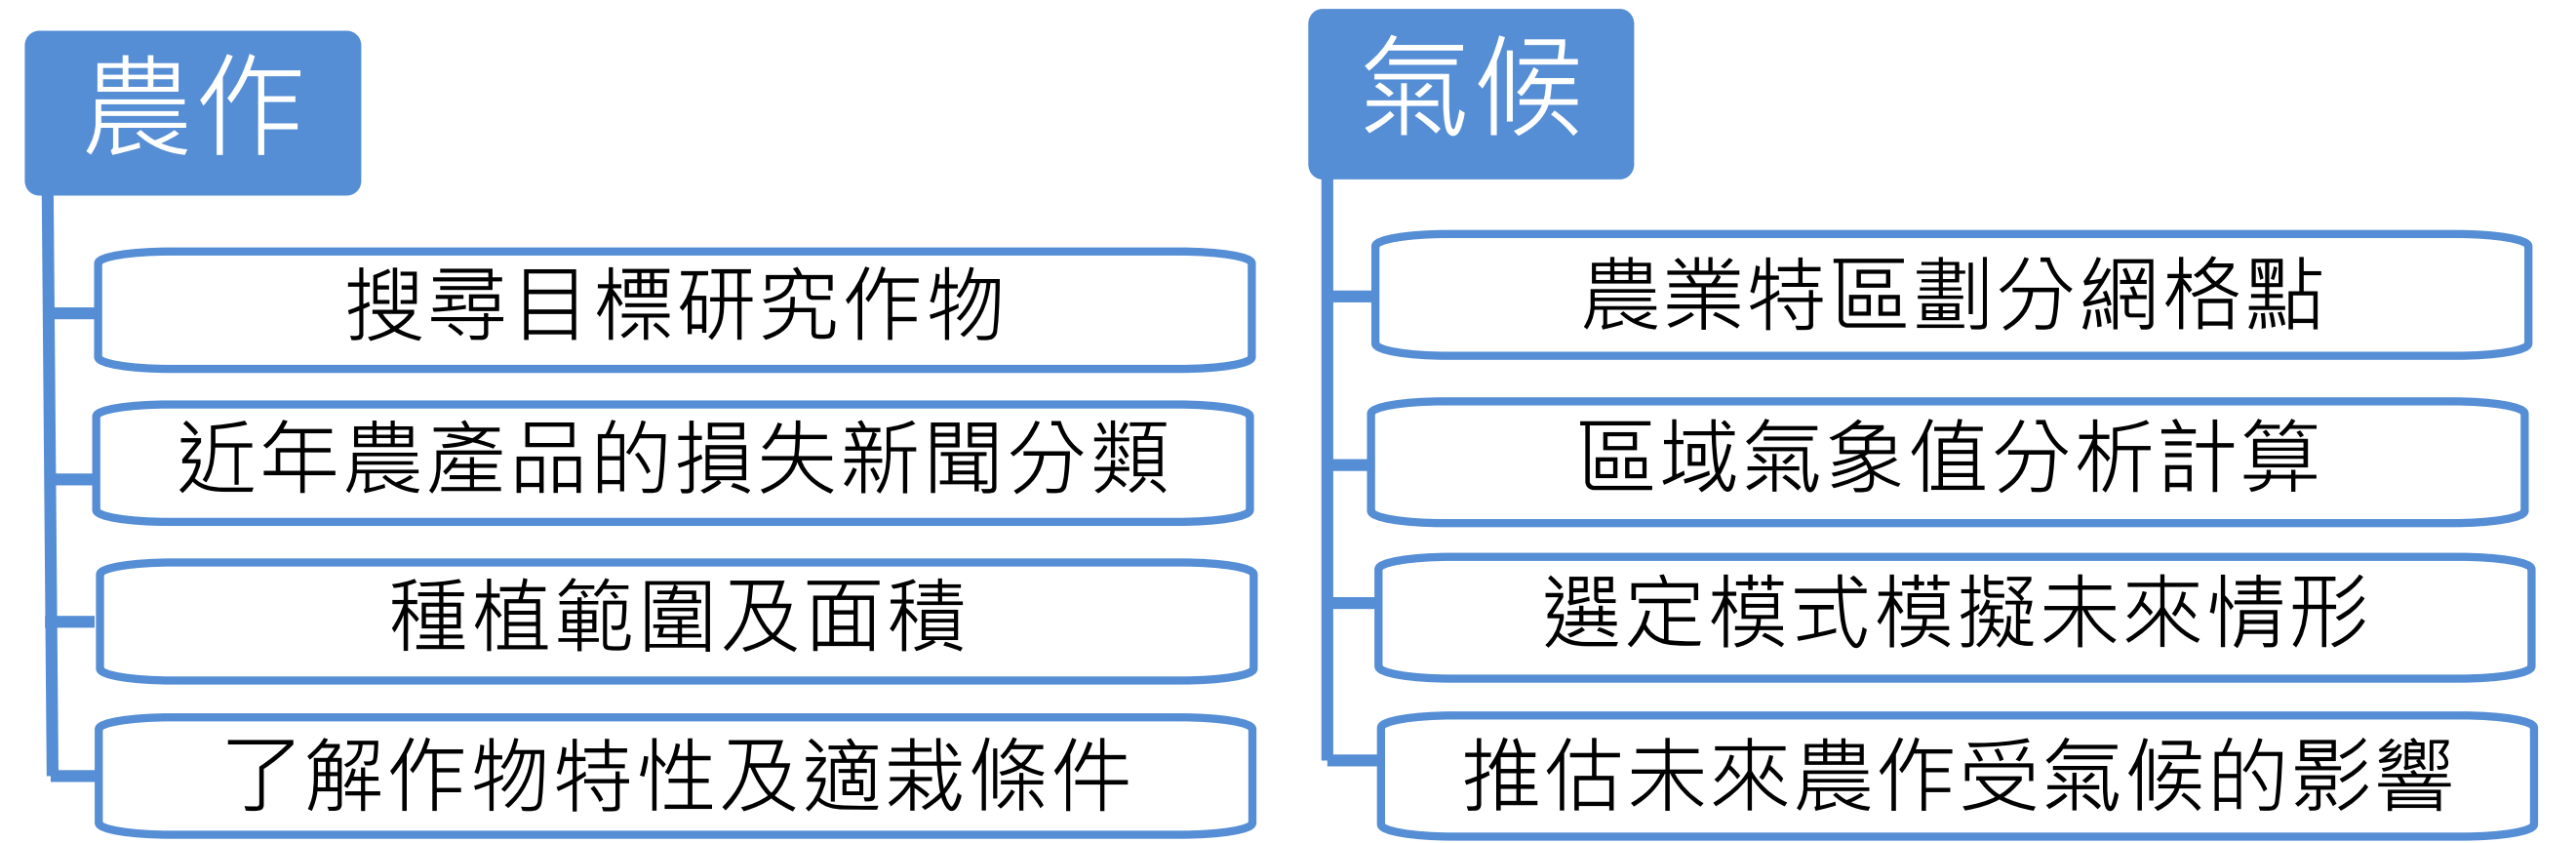 農作
搜尋目標研究作物
近年農產品的損失新聞分類
種植範圍及面積
了解作物特性及適栽條件
氣候
農業特區劃分網格點
區域氣象值分析計算
選定模式模擬未來情形
推估未來農作受氣候的影響